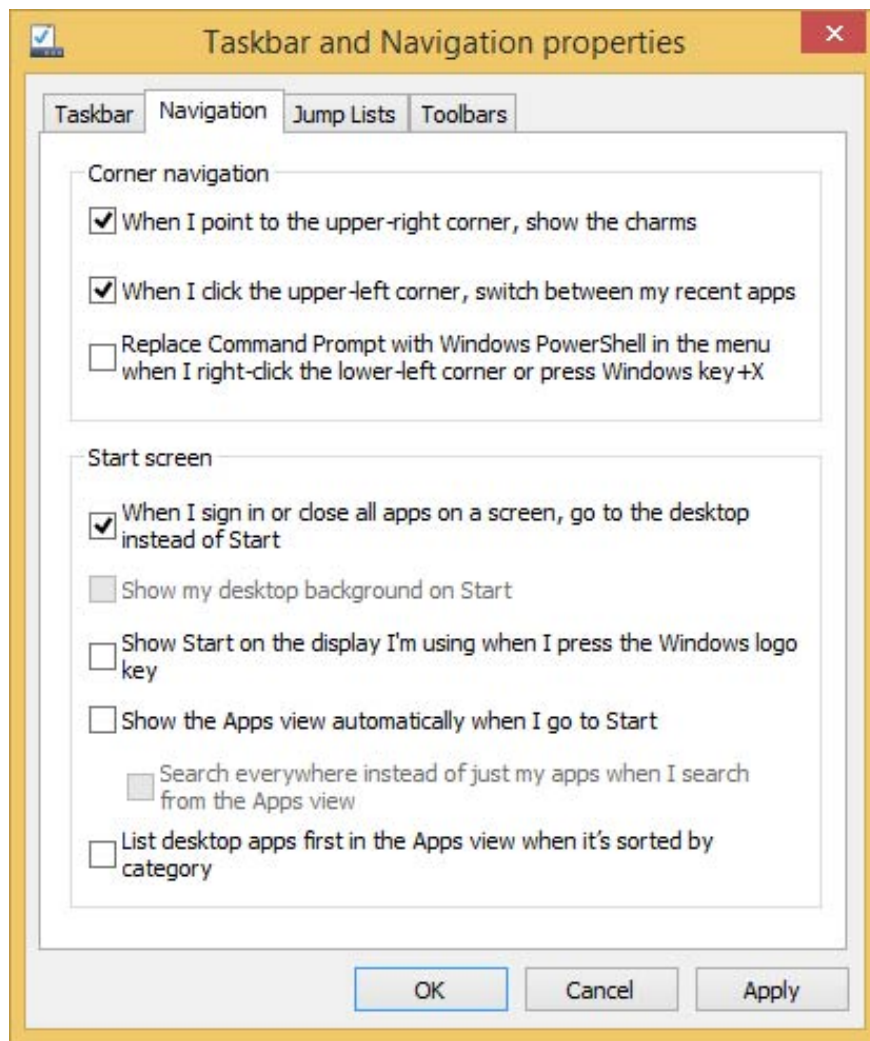 Taskbar and Navigation properties
Taskbar
Navigation
Jump Lists
Toolbars
Corner navigation
When I point to the upper-right corner, show the charms
When I click the upper-left corner, switch between my recent apps
Replace Command Prompt with Windows PowerShell in the menu
when I right-click the lower-left corner or press Windows key+X
Start screen
When I sign in or close all apps on a screen, go to the desktop
instead of Start
Show my desktop background on Start
Show Start on the display I'm using when I press the Windows logo
key
Show the Apps view automatically when I go to Start
Search everywhere instead of just my apps when I search
from the Apps view
List desktop apps first in the Apps view when it’s sorted by
category
OK
Cancel
Apply